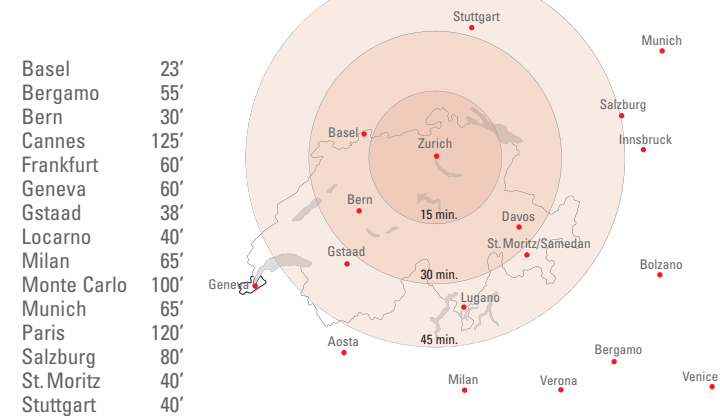 Basel 23′
Bergamo 55′
Bern 30′
Cannes 125′
Frankfurt 60′
Geneva 60′
Gstaad 38′
Locarno 40′
Milan 65′
Monte Carlo 100′
Munich 65′
Paris 120′
Salzburg 80′
St. Moritz 40′
Stuttgart 40′
Stuttgart
Munich
Salzburg
Basel
Innsbruck
Zurich
Bern
15 min.
Davos
St. Moritz/Samedan
Gstaad
Bolzano
30 min.
Geneva
Lugano
45 min.
Aosta
Bergamo
Milan
Verona
Venice